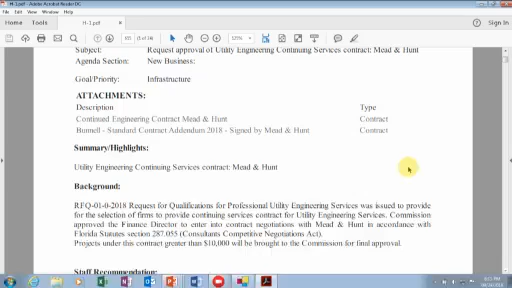 H-1.pdf - Adobe Acrobat Reader DC
File Edit View Window Help
Home Tools H-1.pdf × Sign In
125%
Subject: Request approval of Utility Engineering Continuing Services contract: Mead & Hunt
Agenda Section: New Business:
Goal/Priority: Infrastructure
ATTACHMENTS:
Description Type
Continued Engineering Contract Mead & Hunt Contract
Bunnell - Standard Contract Addendum 2018 - Signed by Mead & Hunt Contract
Summary/Highlights:
Utility Engineering Continuing Services contract: Mead & Hunt
Background:
RFQ-01-0-2018 Request for Qualifications for Professional Utility Engineering Services was issued to provide
for the selection of firms to provide continuing services contract for Utility Engineering Services. Commission
approved the Finance Director to enter into contract negotiations with Mead & Hunt in accordance with
Florida Statutes section 287.055 (Consultants Competitive Negotiations Act).
Projects under this contract greater than $10,000 will be brought to the Commission for final approval.
Staff Recommendation: